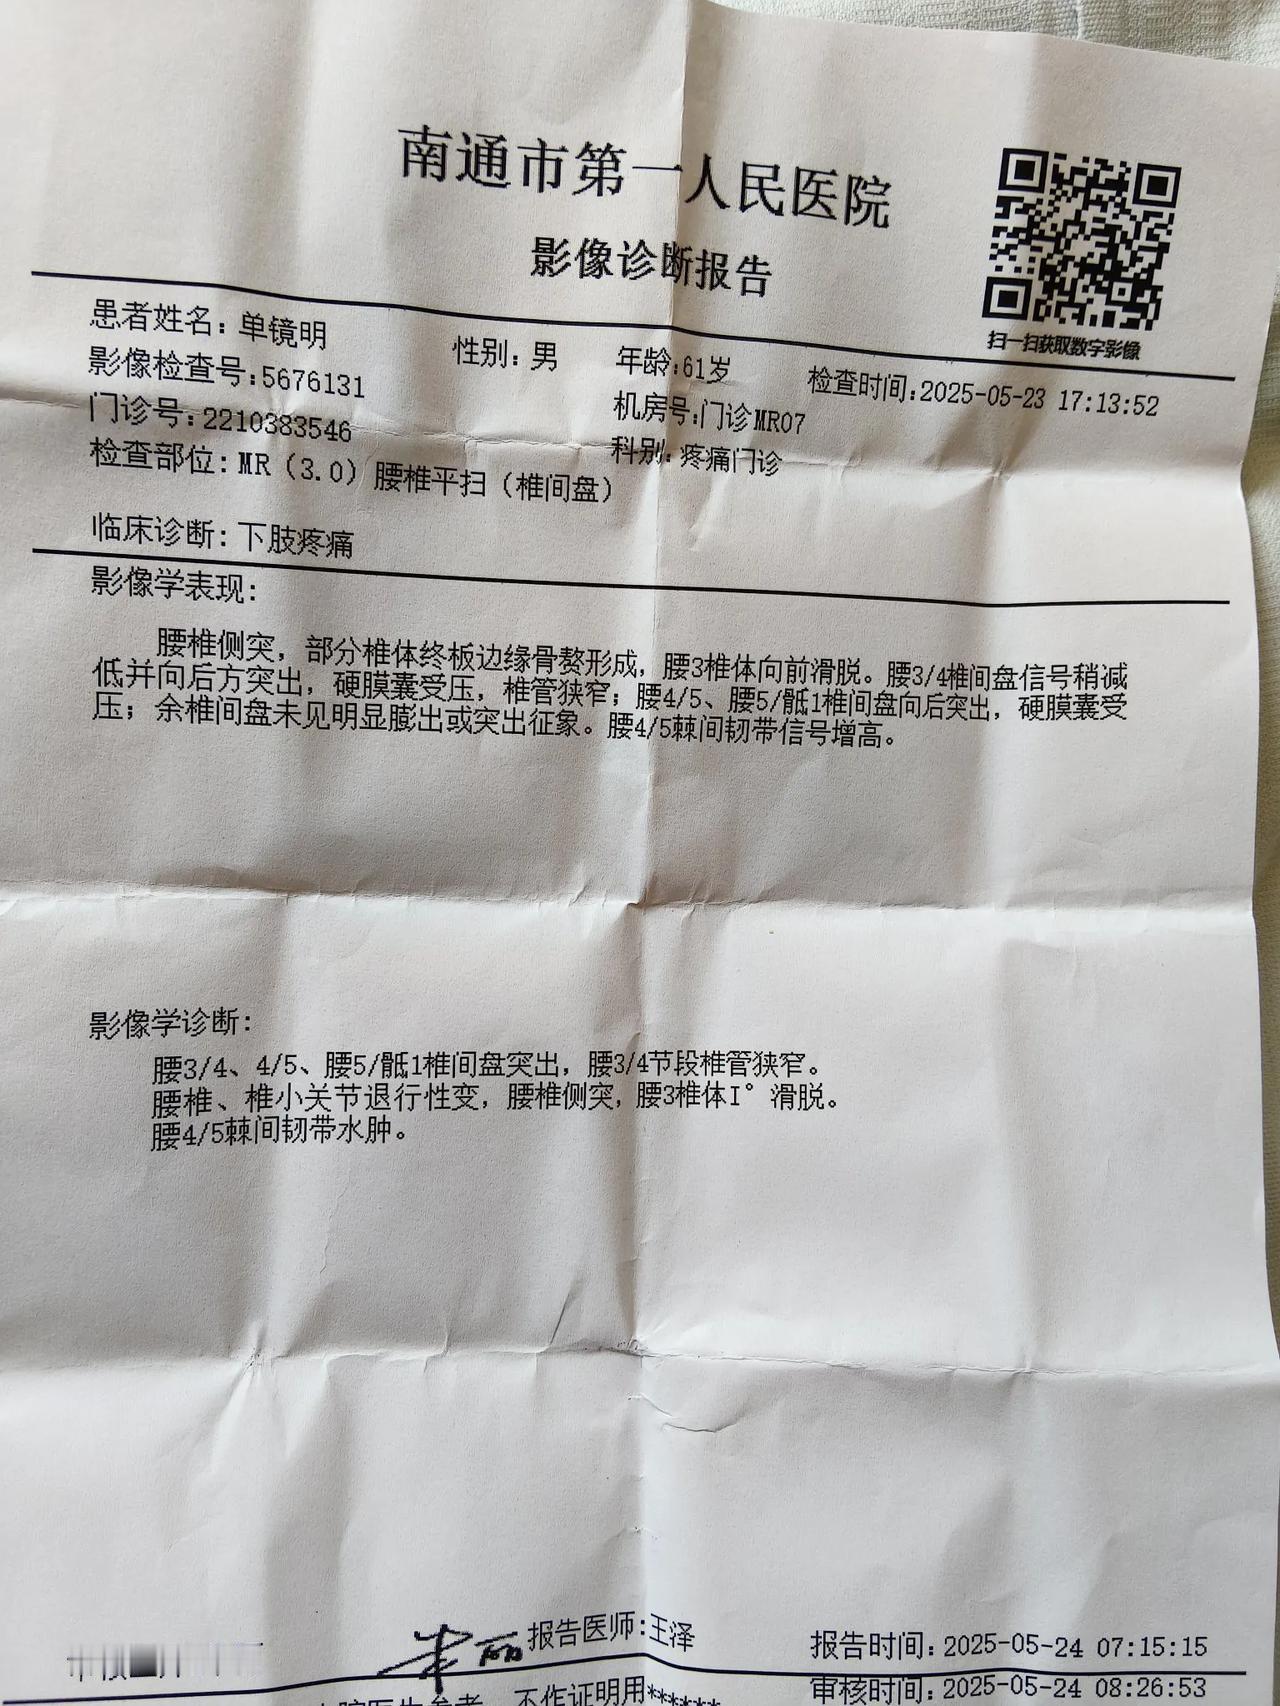 南通市第一人民医院
影像诊断报告
扫一扫获取数字影像
患者姓名:单镜明 性别:男 年龄:61岁 检查时间:2025-05-23 17:13:52
影像检查号:5676131 机房号:门诊MR07
门诊号:2210383546 科别:疼痛门诊
检查部位:MR（3.0）腰椎平扫（椎间盘）
临床诊断:下肢疼痛
影像学表现:
腰椎侧突，部分椎体终板边缘骨赘形成，腰3椎体向前滑脱。腰3/4椎间盘信号稍减
低并向后方突出，硬膜囊受压，椎管狭窄；腰4/5、腰5/骶1椎间盘向后突出，硬膜囊受
压；余椎间盘未见明显膨出或突出征象。腰4/5棘间韧带信号增高。
影像学诊断:
腰3/4、4/5、腰5/骶1椎间盘突出，腰3/4节段椎管狭窄。
腰椎、椎小关节退行性变，腰椎侧突，腰3椎体I°滑脱。
腰4/5棘间韧带水肿。
报告医师:王泽 报告时间:2025-05-24 07:15:15
不作证明用****** 审核时间:2025-05-24 08:26:53